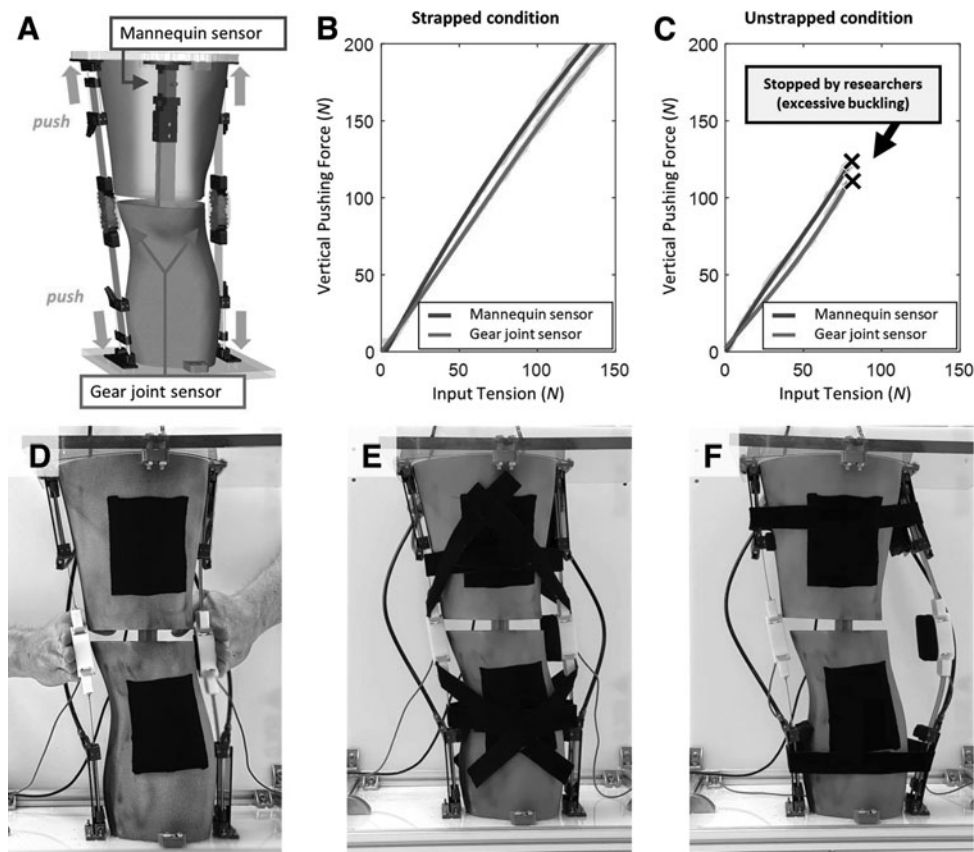 A
Mannequin sensor
push
push
Gear joint sensor
B
Strapped condition
Vertical Pushing Force (N)
200
150
100
50
0
0
50
100
150
Mannequin sensor
Gear joint sensor
Input Tension (N)
C
Unstrapped condition
Vertical Pushing Force (N)
200
150
100
50
0
0
50
100
150
Stopped by researchers
(excessive buckling)
Mannequin sensor
Gear joint sensor
Input Tension (N)
D
E
F